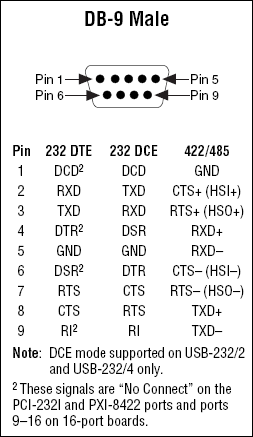 DB-9 Male
Pin 1 Pin 5
Pin 6 Pin 9
Pin 232 DTE 232 DCE 422/485
1 DCD² DCD GND
2 RXD TXD CTS+ (HSI+)
3 TXD RXD RTS+ (HSO+)
4 DTR² DSR RXD+
5 GND GND RXD–
6 DSR² DTR CTS– (HSI–)
7 RTS CTS RTS– (HSO–)
8 CTS RTS TXD+
9 RI² RI TXD–
Note: DCE mode supported on USB-232/2
and USB-232/4 only.
² These signals are “No Connect” on the
PCI-232I and PXI-8422 ports and ports
9–16 on 16-port boards.